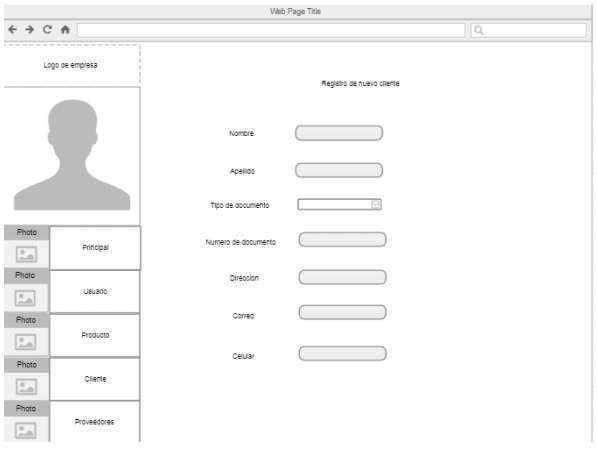 Web Page Title
Logo de empresa
Registro de nuevo cliente
Nombre
Apellido
Tipo de documento
Numero de documento
Direccion
Correo
Celular
Photo
Principal
Photo
Usuario
Photo
Producto
Photo
Cliente
Photo
Proveedores